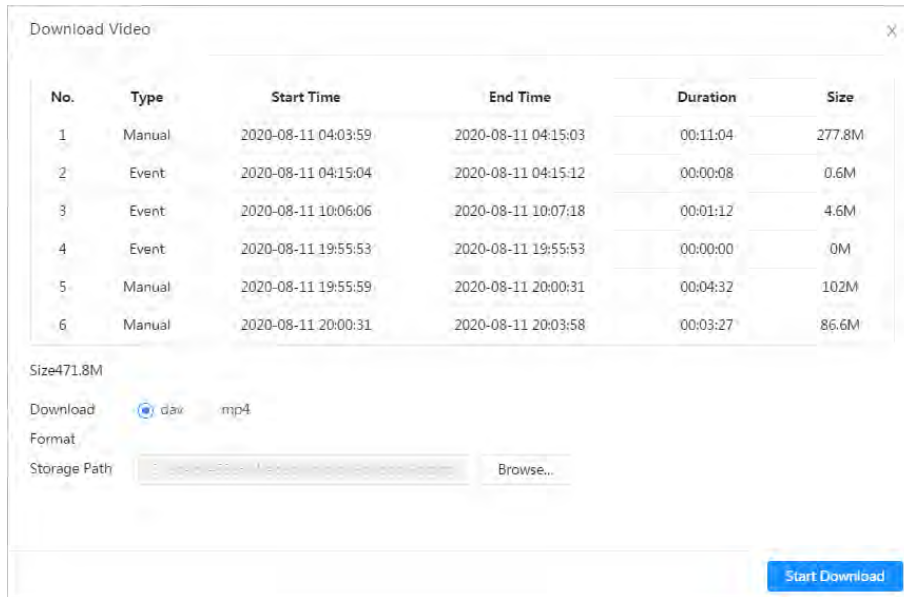 Download Video X
No. Type Start Time End Time Duration Size
1 Manual 2020-08-11 04:03:59 2020-08-11 04:15:03 00:11:04 277.8M
2 Event 2020-08-11 04:15:04 2020-08-11 04:15:12 00:00:08 0.6M
3 Event 2020-08-11 10:06:06 2020-08-11 10:07:18 00:01:12 4.6M
4 Event 2020-08-11 19:55:53 2020-08-11 19:55:53 00:00:00 0M
5 Manual 2020-08-11 19:55:59 2020-08-11 20:00:31 00:04:32 102M
6 Manual 2020-08-11 20:00:31 2020-08-11 20:03:58 00:03:27 86.6M
Size471.8M
Download dav mp4
Format
Storage Path Browse...
Start Download